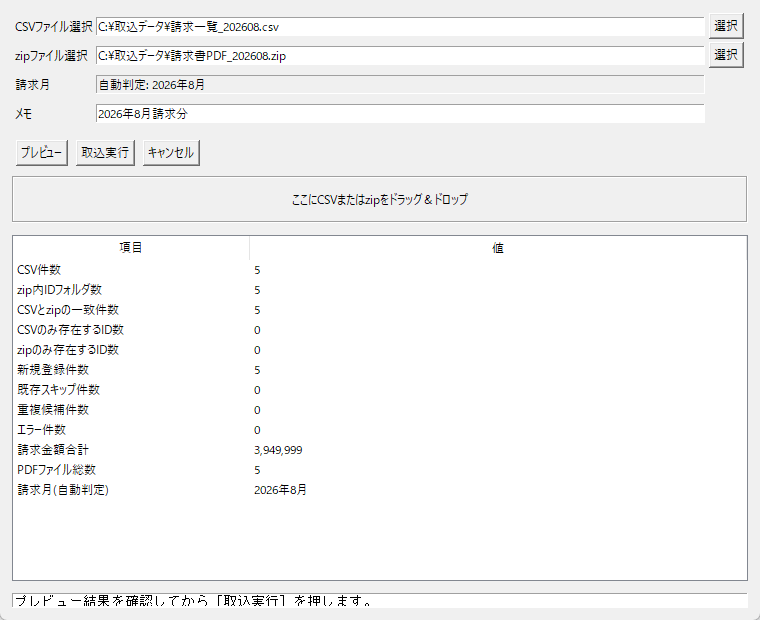 CSVファイル選択 C:¥取込データ¥請求一覧_202608.csv 選択
zipファイル選択 C:¥取込データ¥請求書PDF_202608.zip 選択
請求月 自動判定: 2026年8月
メモ 2026年8月請求分
プレビュー 取込実行 キャンセル
ここにCSVまたはzipをドラッグ＆ドロップ
項目 値
CSV件数 5
zip内IDフォルダ数 5
CSVとzipの一致件数 5
CSVのみ存在するID数 0
zipのみ存在するID数 0
新規登録件数 5
既存スキップ件数 0
重複候補件数 0
エラー件数 0
請求金額合計 3,949,999
PDFファイル総数 5
請求月(自動判定) 2026年8月
プレビュー結果を確認してから［取込実行］を押します。